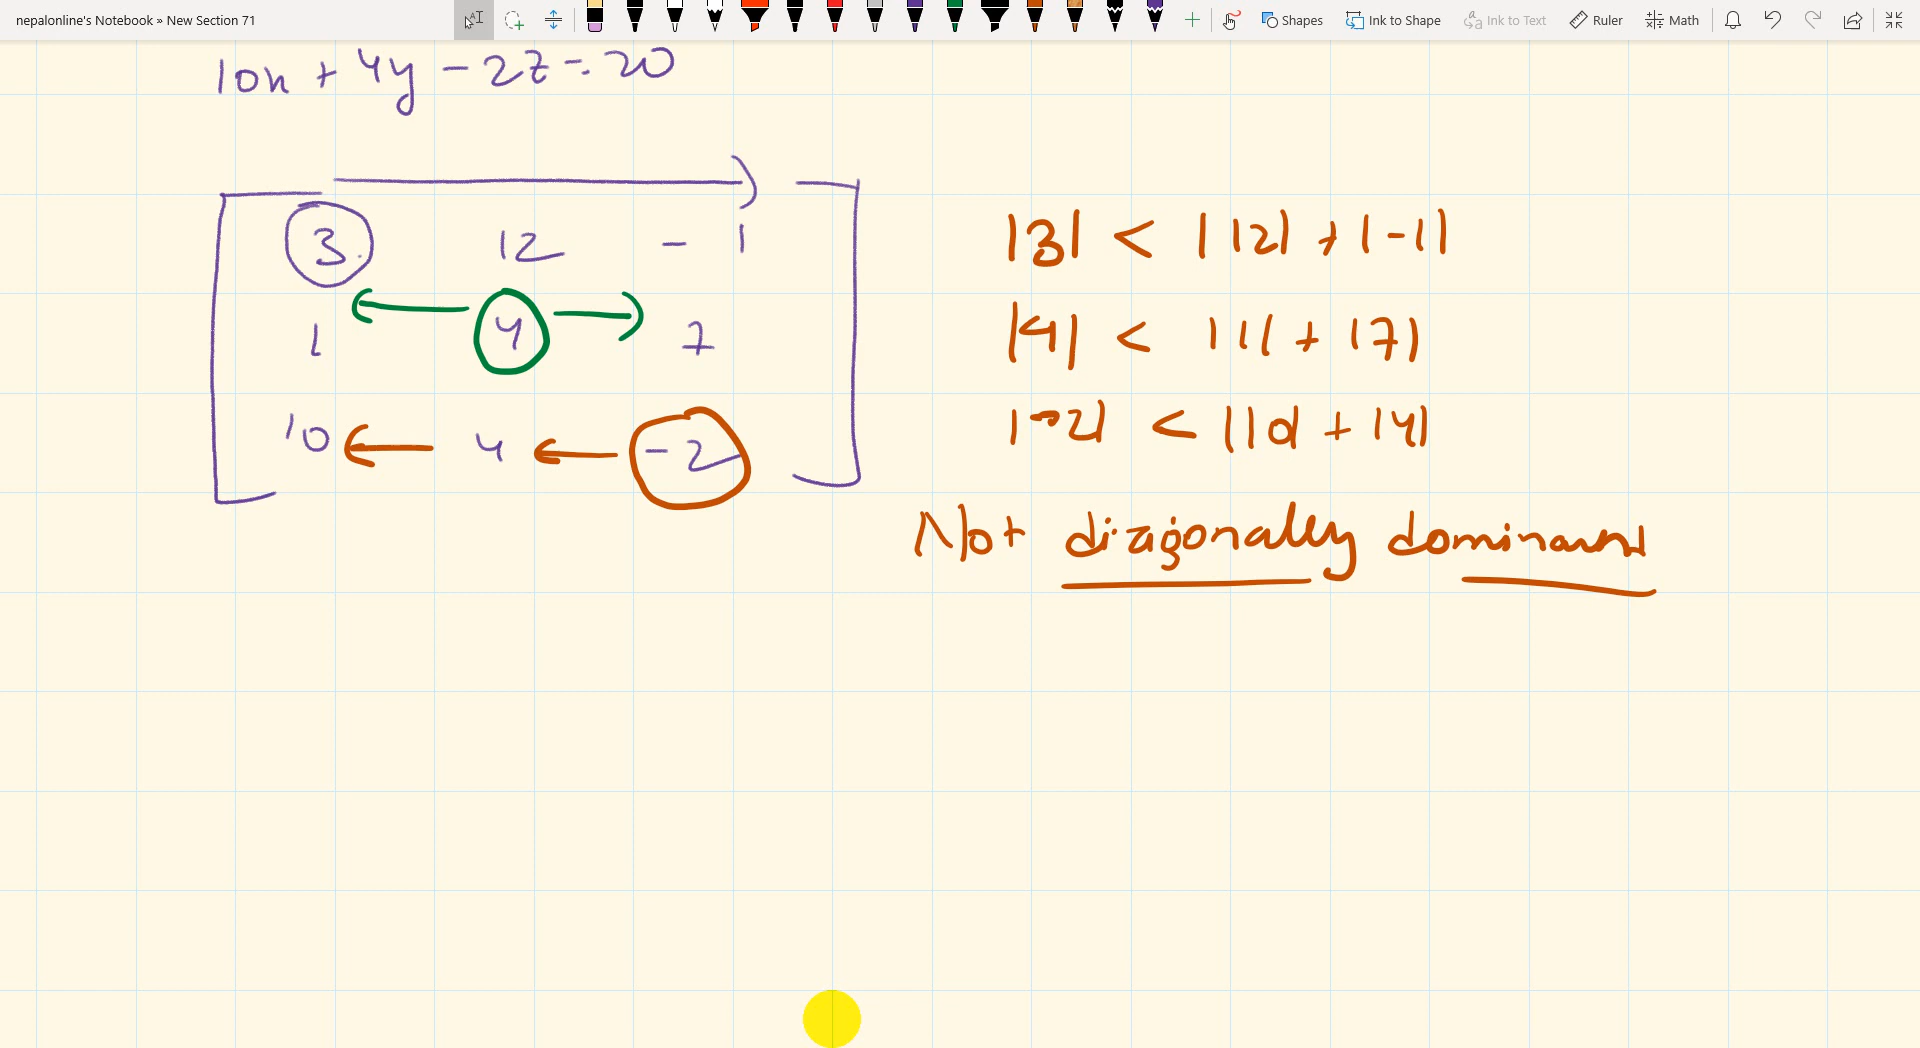 nepalonline's Notebook » New Section 71
Shapes Ink to Shape Ink to Text Ruler Math
10x + 4y - 2z = 20
3 12 - 1
1 4 7
10 4 -2
|3| < |12| + |-1|
|4| < |1| + |7|
|-2| < |10| + |4|
Not diagonally dominant